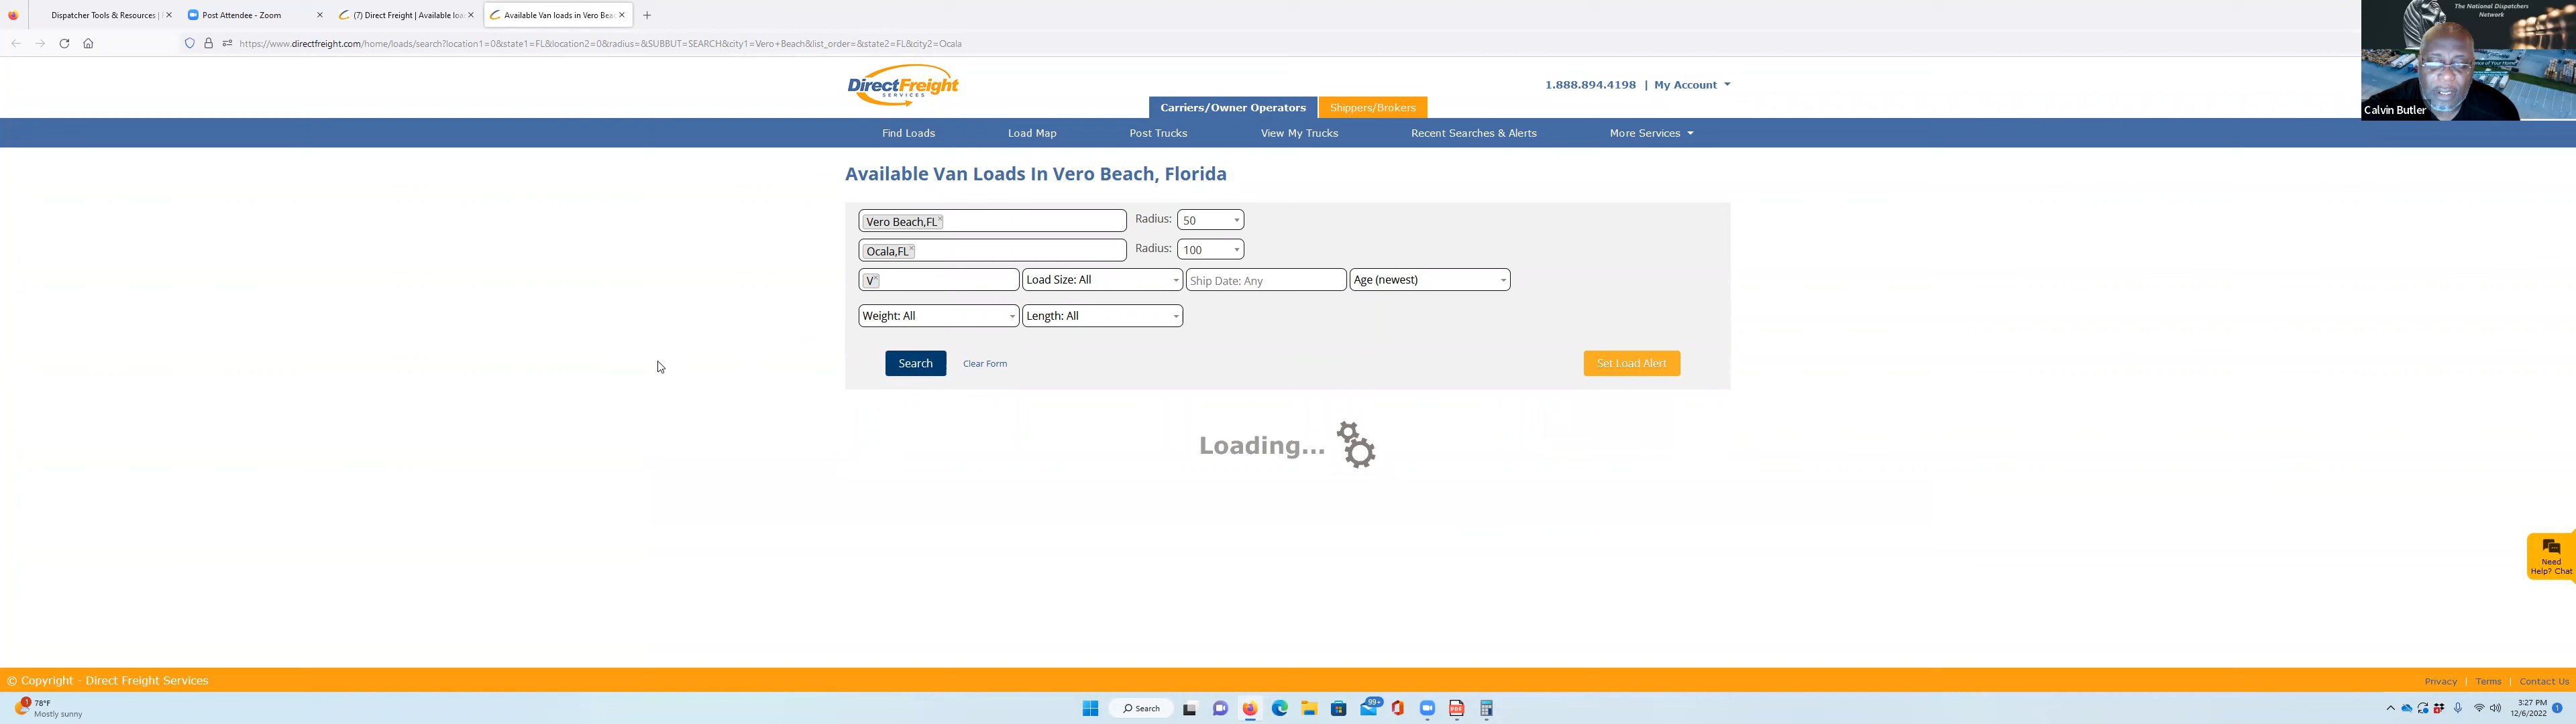 Dispatcher Tools & Resources |
Post Attendee - Zoom
(7) Direct Freight | Available loa
Available Van loads in Vero Bea
https://www.directfreight.com/home/loads/search?location1=0&state1=FL&location2=0&radius=&SUBBUT=SEARCH&city1=Vero+Beach&list_order=&state2=FL&city2=Ocala
The National Dispatchers
Network
Calvin Butler
DirectFreight
SERVICES
1.888.894.4198 | My Account
Carriers/Owner Operators
Shippers/Brokers
Find Loads
Load Map
Post Trucks
View My Trucks
Recent Searches & Alerts
More Services
Available Van Loads In Vero Beach, Florida
Vero Beach,FL
Radius: 50
Ocala,FL
Radius: 100
V
Load Size: All
Ship Date: Any
Age (newest)
Weight: All
Length: All
Search
Clear Form
Set Load Alert
Loading...
Need
Help? Chat
© Copyright - Direct Freight Services
Privacy | Terms | Contact Us
1
78°F
Mostly sunny
Search
99+
3:27 PM
12/6/2022
1